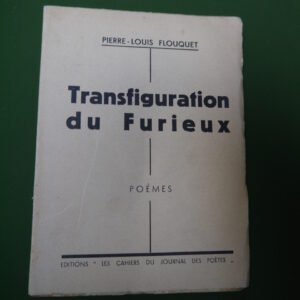 PIERRE-LOUIS FLOUQUET
Transfiguration
du Furieux
POÈMES
EDITIONS " LES CAHIERS DU JOURNAL DES POÈTES „